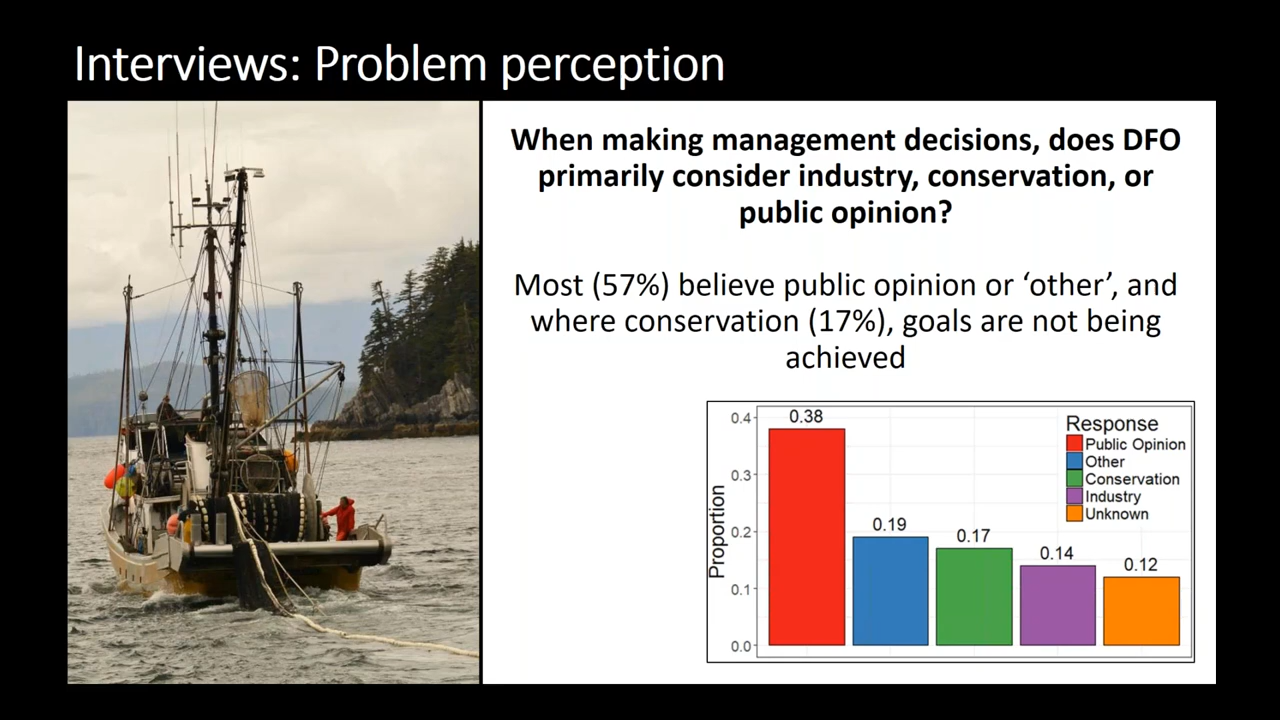 Interviews: Problem perception
When making management decisions, does DFO
primarily consider industry, conservation, or
public opinion?
Most (57%) believe public opinion or ‘other’, and
where conservation (17%), goals are not being
achieved
Proportion
0.4
0.3
0.2
0.1
0.0
0.38
0.19
0.17
0.14
0.12
Response
Public Opinion
Other
Conservation
Industry
Unknown